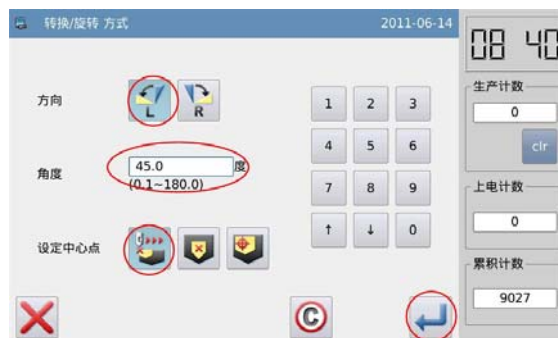 转换/旋转 方式 2011-06-14
08 40
方向 L R
1 2 3
生产计数
0
clr
角度 45.0 度
(0.1~180.0)
4 5 6
7 8 9
上电计数
0
设定中心点
↑ ↓ 0
累积计数
9027
C